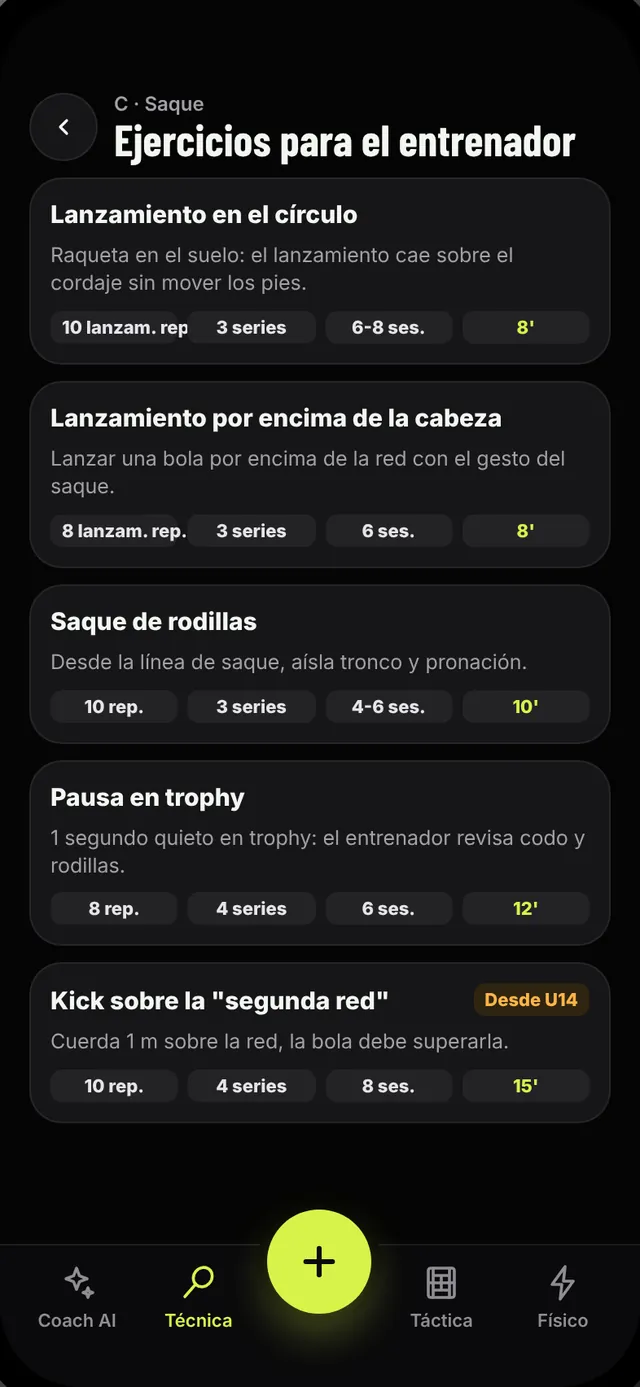 C · Saque
Ejercicios para el entrenador
Lanzamiento en el círculo
Raqueta en el suelo: el lanzamiento cae sobre el
cordaje sin mover los pies.
10 lanzam. rep
3 series
6-8 ses.
8'
Lanzamiento por encima de la cabeza
Lanzar una bola por encima de la red con el gesto del
saque.
8 lanzam. rep.
3 series
6 ses.
8'
Saque de rodillas
Desde la línea de saque, aísla tronco y pronación.
10 rep.
3 series
4-6 ses.
10'
Pausa en trophy
1 segundo quieto en trophy: el entrenador revisa codo y
rodillas.
8 rep.
4 series
6 ses.
12'
Kick sobre la "segunda red"
Desde U14
Cuerda 1 m sobre la red, la bola debe superarla.
10 rep.
4 series
8 ses.
15'
Coach AI
Técnica
Táctica
Físico